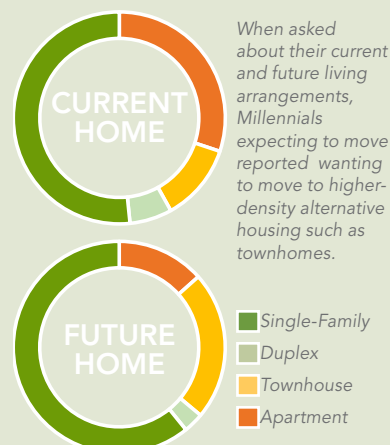 CURRENT
HOME
When asked
about their current
and future living
arrangements,
Millennials
expecting to move
reported wanting
to move to higher-
density alternative
housing such as
townhomes.
FUTURE
HOME
Single-Family
Duplex
Townhouse
Apartment